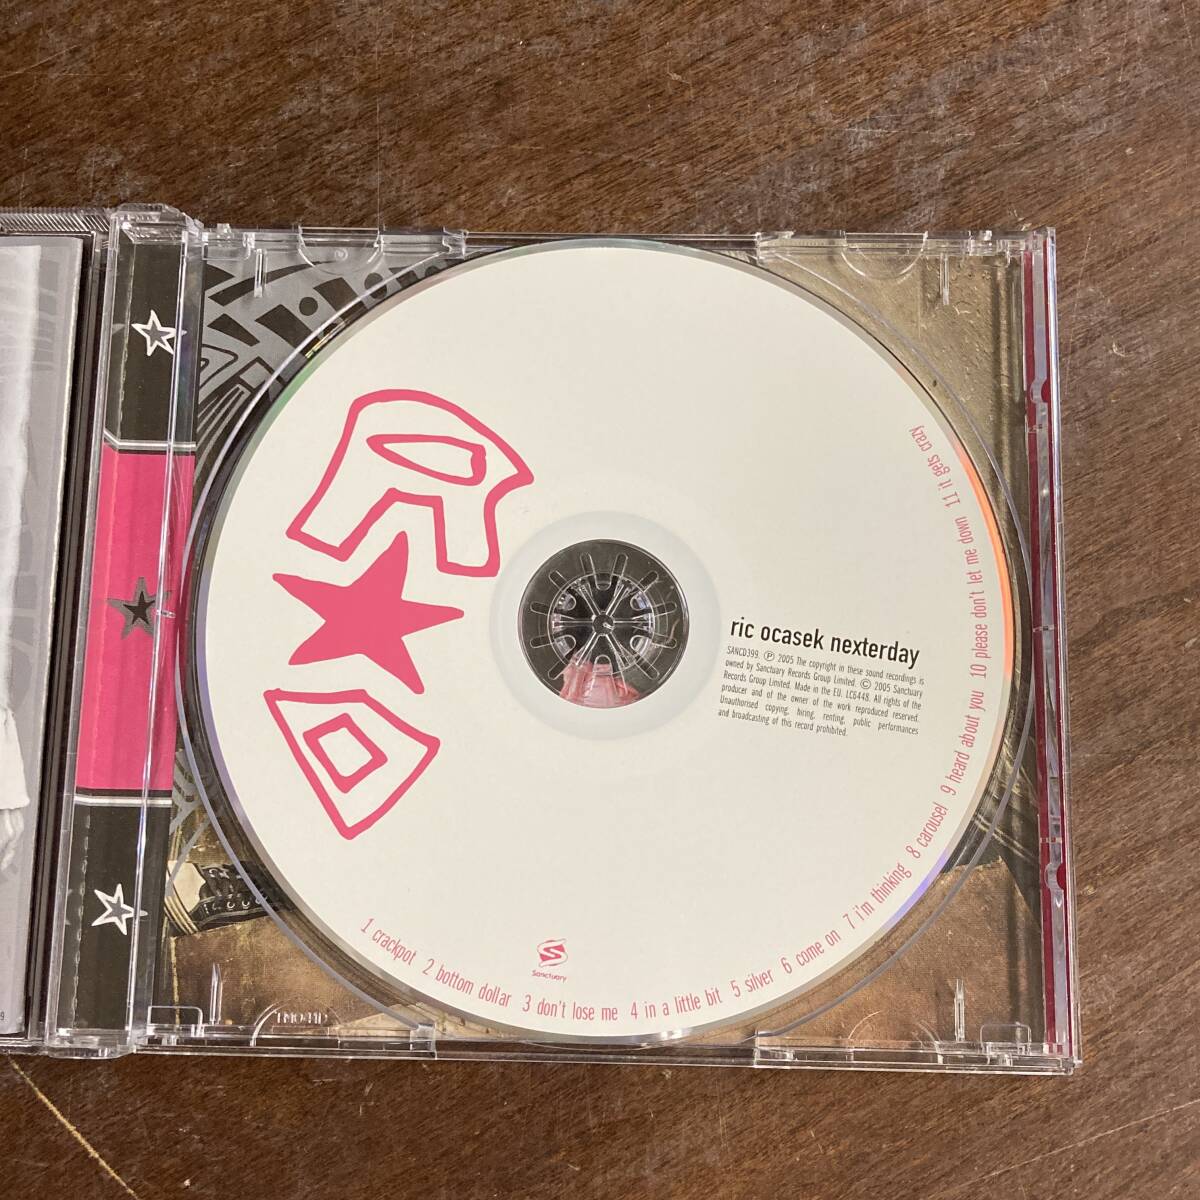 R★O
ric ocasek nexterday
SANCD399. ℗ 2005 The copyright in these sound recordings is
owned by Sanctuary Records Group Limited. © 2005 Sanctuary
Records Group Limited. Made in the EU. LC6448. All rights of the
producer and of the owner of the work reproduced reserved.
Unauthorised copying, hiring, renting, public performances
and broadcasting of this record prohibited.
1 crackpot 2 bottom dollar 3 don't lose me 4 in a little bit 5 silver 6 come on 7 i'm thinking 8 carousel 9 heard about you 10 please don't let me down 11 it gets crazy
S
Sanctuary
9